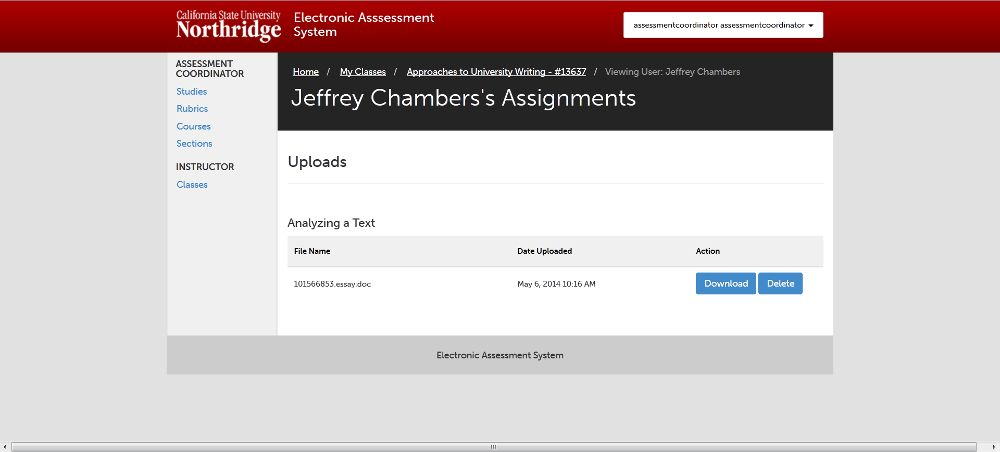 California State University
Northridge
Electronic Asssessment
System
assessmentcoordinator assessmentcoordinator
ASSESSMENT
COORDINATOR
Studies
Rubrics
Courses
Sections
INSTRUCTOR
Classes
Home / My Classes / Approaches to University Writing - #13637 / Viewing User: Jeffrey Chambers
Jeffrey Chambers's Assignments
Uploads
Analyzing a Text
File Name Date Uploaded Action
101566853.essay.doc May 6, 2014 10:16 AM Download Delete
Electronic Assessment System